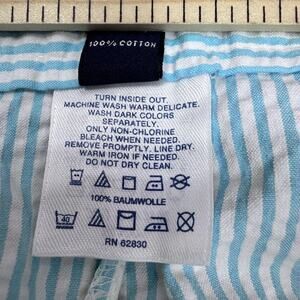 100% COTTON
TURN INSIDE OUT.
MACHINE WASH WARM DELICATE.
WASH DARK COLORS
SEPARATELY.
ONLY NON-CHLORINE
BLEACH WHEN NEEDED.
REMOVE PROMPTLY. LINE DRY.
WARM IRON IF NEEDED.
DO NOT DRY CLEAN.
100% BAUMWOLLE
40
RN 62830